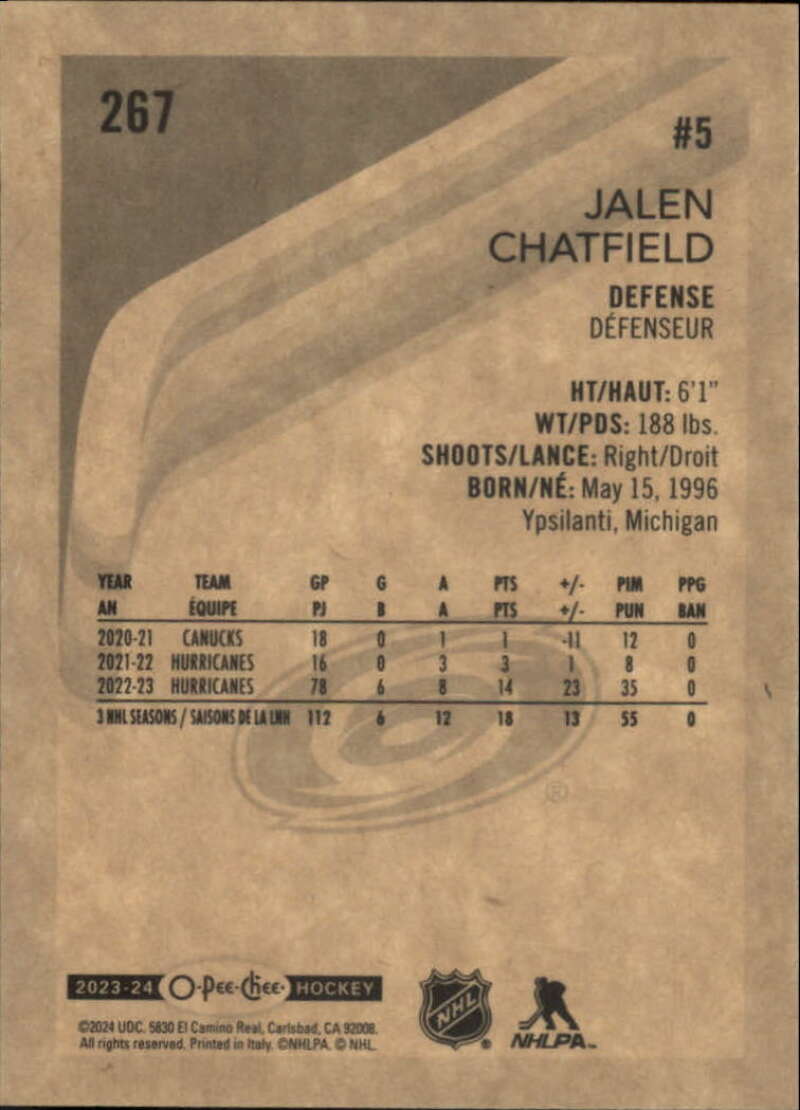 267
#5
JALEN
CHATFIELD
DEFENSE
DÉFENSEUR
HT/HAUT: 6'1"
WT/PDS: 188 lbs.
SHOOTS/LANCE: Right/Droit
BORN/NÉ: May 15, 1996
Ypsilanti, Michigan
YEAR TEAM GP G A PTS +/- PIM PPG
AN ÉQUIPE PJ B A PTS +/- PUN BAN
2020-21 CANUCKS 18 0 1 1 -11 12 0
2021-22 HURRICANES 16 0 3 3 1 8 0
2022-23 HURRICANES 78 6 8 14 23 35 0
3 NHL SEASONS / SAISONS DE LA LNH 112 6 12 18 13 55 0
®
2023-24 O-Pee-Chee HOCKEY
©2024 UDC. 5830 El Camino Real, Carlsbad, CA 92008.
All rights reserved. Printed in Italy. ©NHLPA. © NHL.
NHL ®
NHLPA™